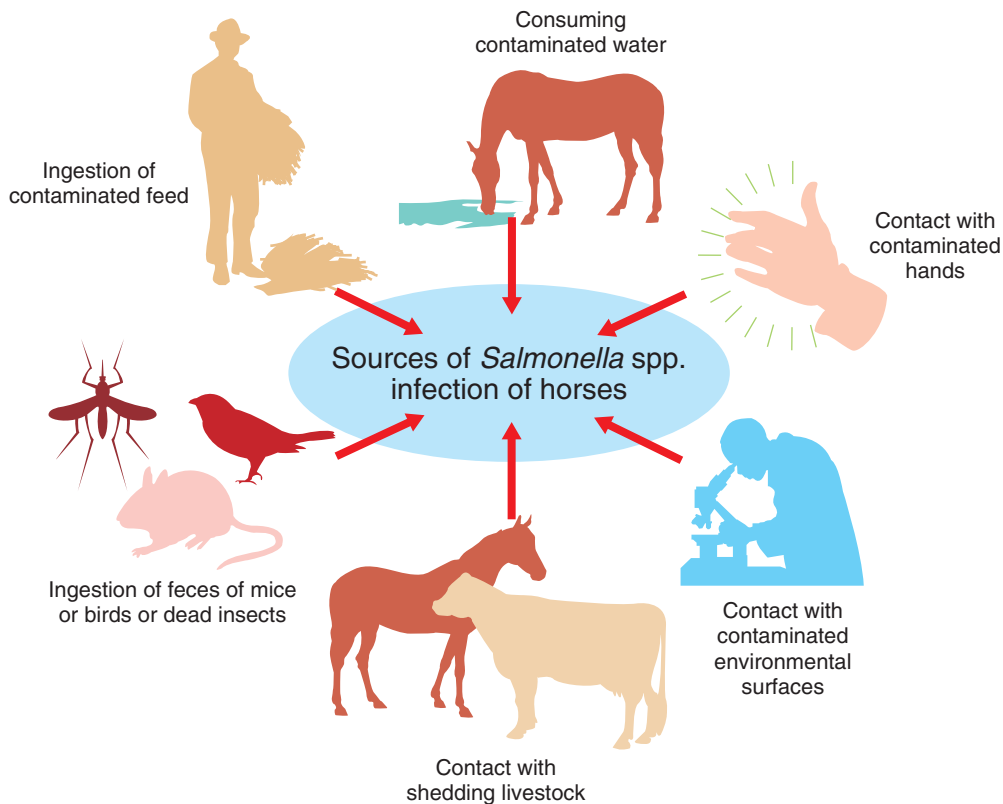 Consuming
contaminated water
Ingestion of
contaminated feed
Contact with
contaminated
hands
Sources of Salmonella spp.
infection of horses
Ingestion of feces of mice
or birds or dead insects
Contact with
contaminated
environmental
surfaces
Contact with
shedding livestock